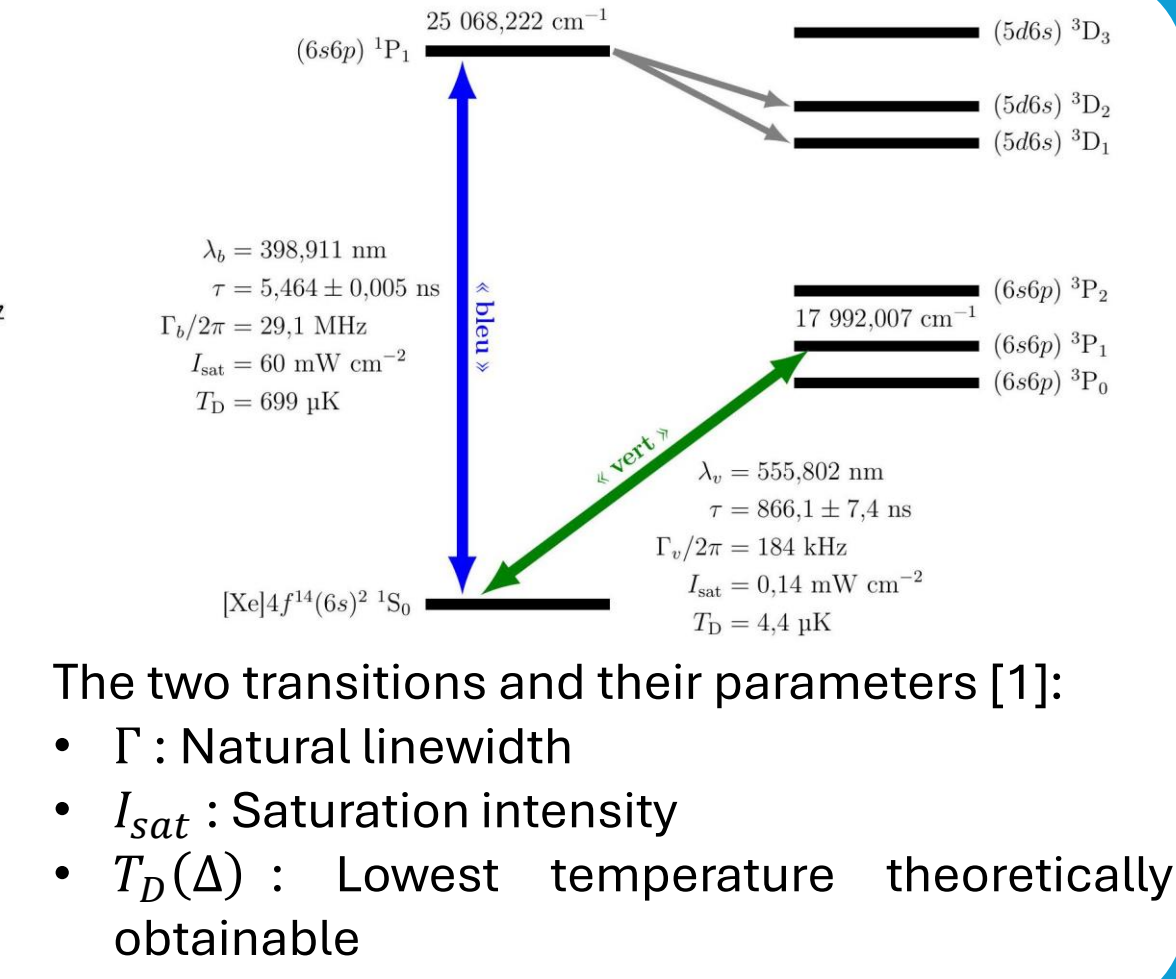 25 068,222 cm⁻¹
(6s6p) ¹P₁
(5d6s) ³D₃
(5d6s) ³D₂
(5d6s) ³D₁
λ_b = 398,911 nm
τ = 5,464 ± 0,005 ns
Γ_b/2π = 29,1 MHz
I_sat = 60 mW cm⁻²
T_D = 699 µK
« bleu »
(6s6p) ³P₂
17 992,007 cm⁻¹
(6s6p) ³P₁
(6s6p) ³P₀
« vert »
λ_v = 555,802 nm
τ = 866,1 ± 7,4 ns
Γ_v/2π = 184 kHz
I_sat = 0,14 mW cm⁻²
T_D = 4,4 µK
[Xe]4f¹⁴(6s)² ¹S₀
The two transitions and their parameters [1]:
• Γ : Natural linewidth
• I_sat : Saturation intensity
• T_D(Δ) : Lowest temperature theoretically
obtainable